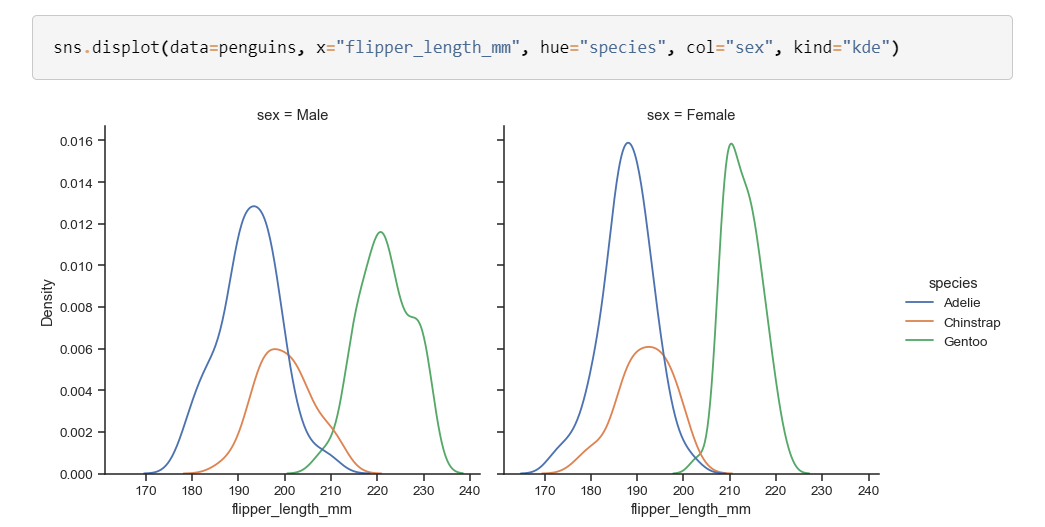 sns.displot(data=penguins, x="flipper_length_mm", hue="species", col="sex", kind="kde")
sex = Male
sex = Female
0.016
0.014
0.012
0.010
0.008
0.006
0.004
0.002
0.000
Density
170 180 190 200 210 220 230 240
170 180 190 200 210 220 230 240
flipper_length_mm
flipper_length_mm
species
Adelie
Chinstrap
Gentoo